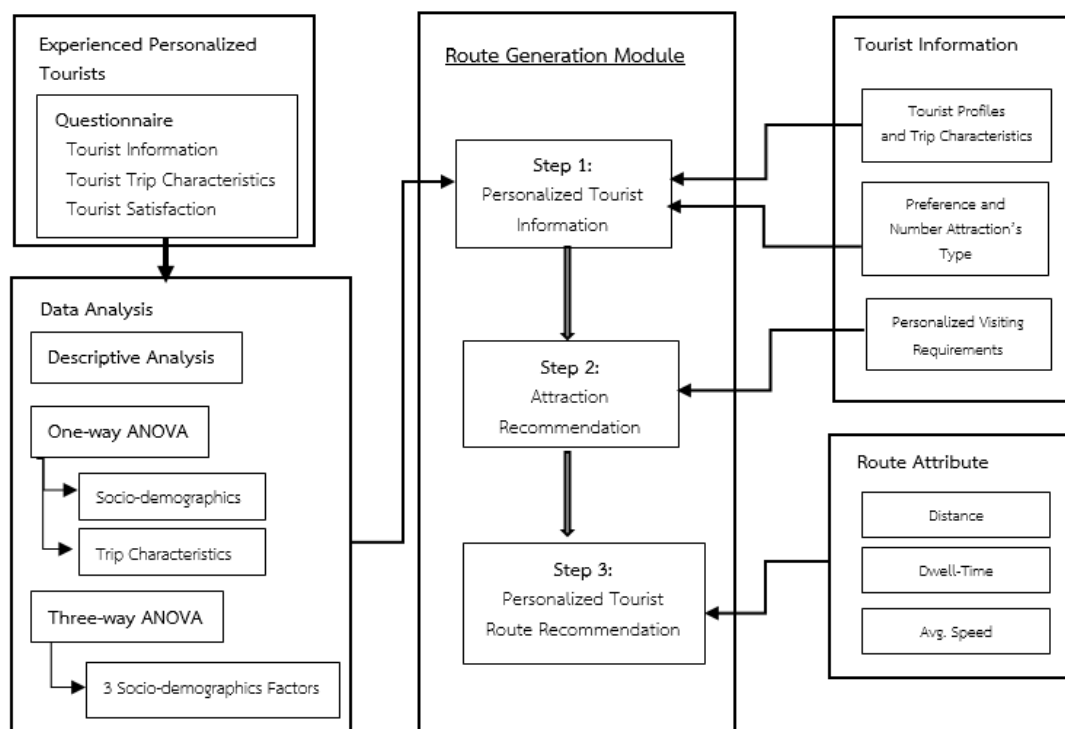 Experienced Personalized
Tourists
Questionnaire
Tourist Information
Tourist Trip Characteristics
Tourist Satisfaction
Data Analysis
Descriptive Analysis
One-way ANOVA
Socio-demographics
Trip Characteristics
Three-way ANOVA
3 Socio-demographics Factors
Route Generation Module
Step 1:
Personalized Tourist
Information
Step 2:
Attraction
Recommendation
Step 3:
Personalized Tourist
Route Recommendation
Tourist Information
Tourist Profiles
and Trip Characteristics
Preference and
Number Attraction's
Type
Personalized Visiting
Requirements
Route Attribute
Distance
Dwell-Time
Avg. Speed